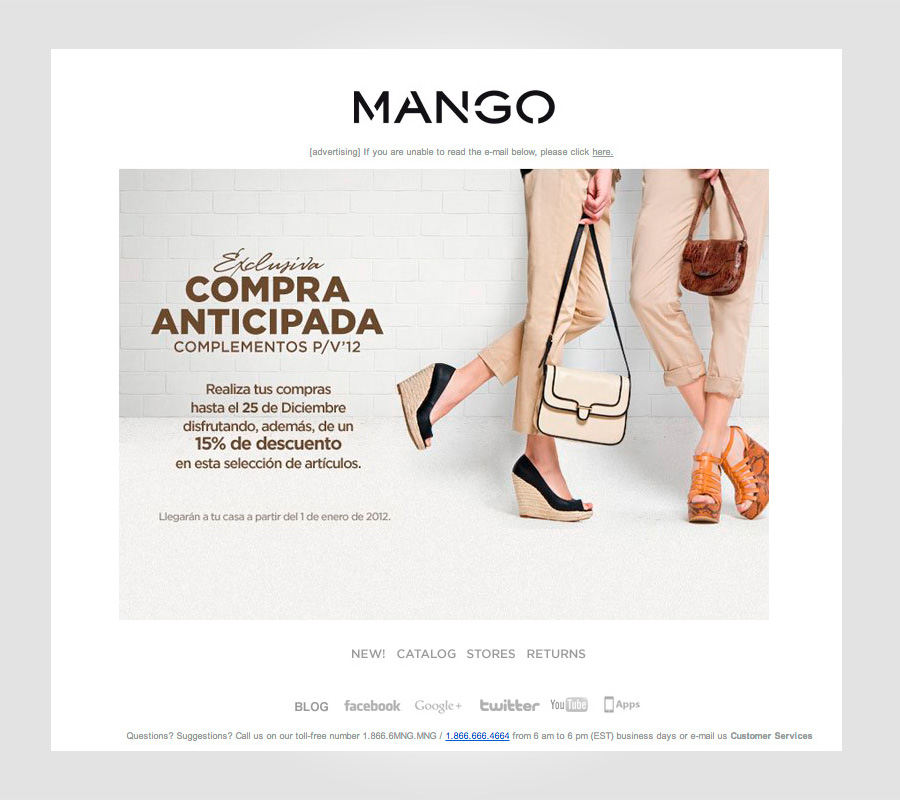 MANGO
[advertising] If you are unable to read the e-mail below, please click here.
Exclusiva
COMPRA
ANTICIPADA
COMPLEMENTOS P/V'12
Realiza tus compras
hasta el 25 de Diciembre
disfrutando, además, de un
15% de descuento
en esta selección de artículos.
Llegarán a tu casa a partir del 1 de enero de 2012.
NEW! CATALOG STORES RETURNS
BLOG facebook Google+ twitter YouTube Apps
Questions? Suggestions? Call us on our toll-free number 1.866.6MNG.MNG / 1.866.666.4664 from 6 am to 6 pm (EST) business days or e-mail us Customer Services